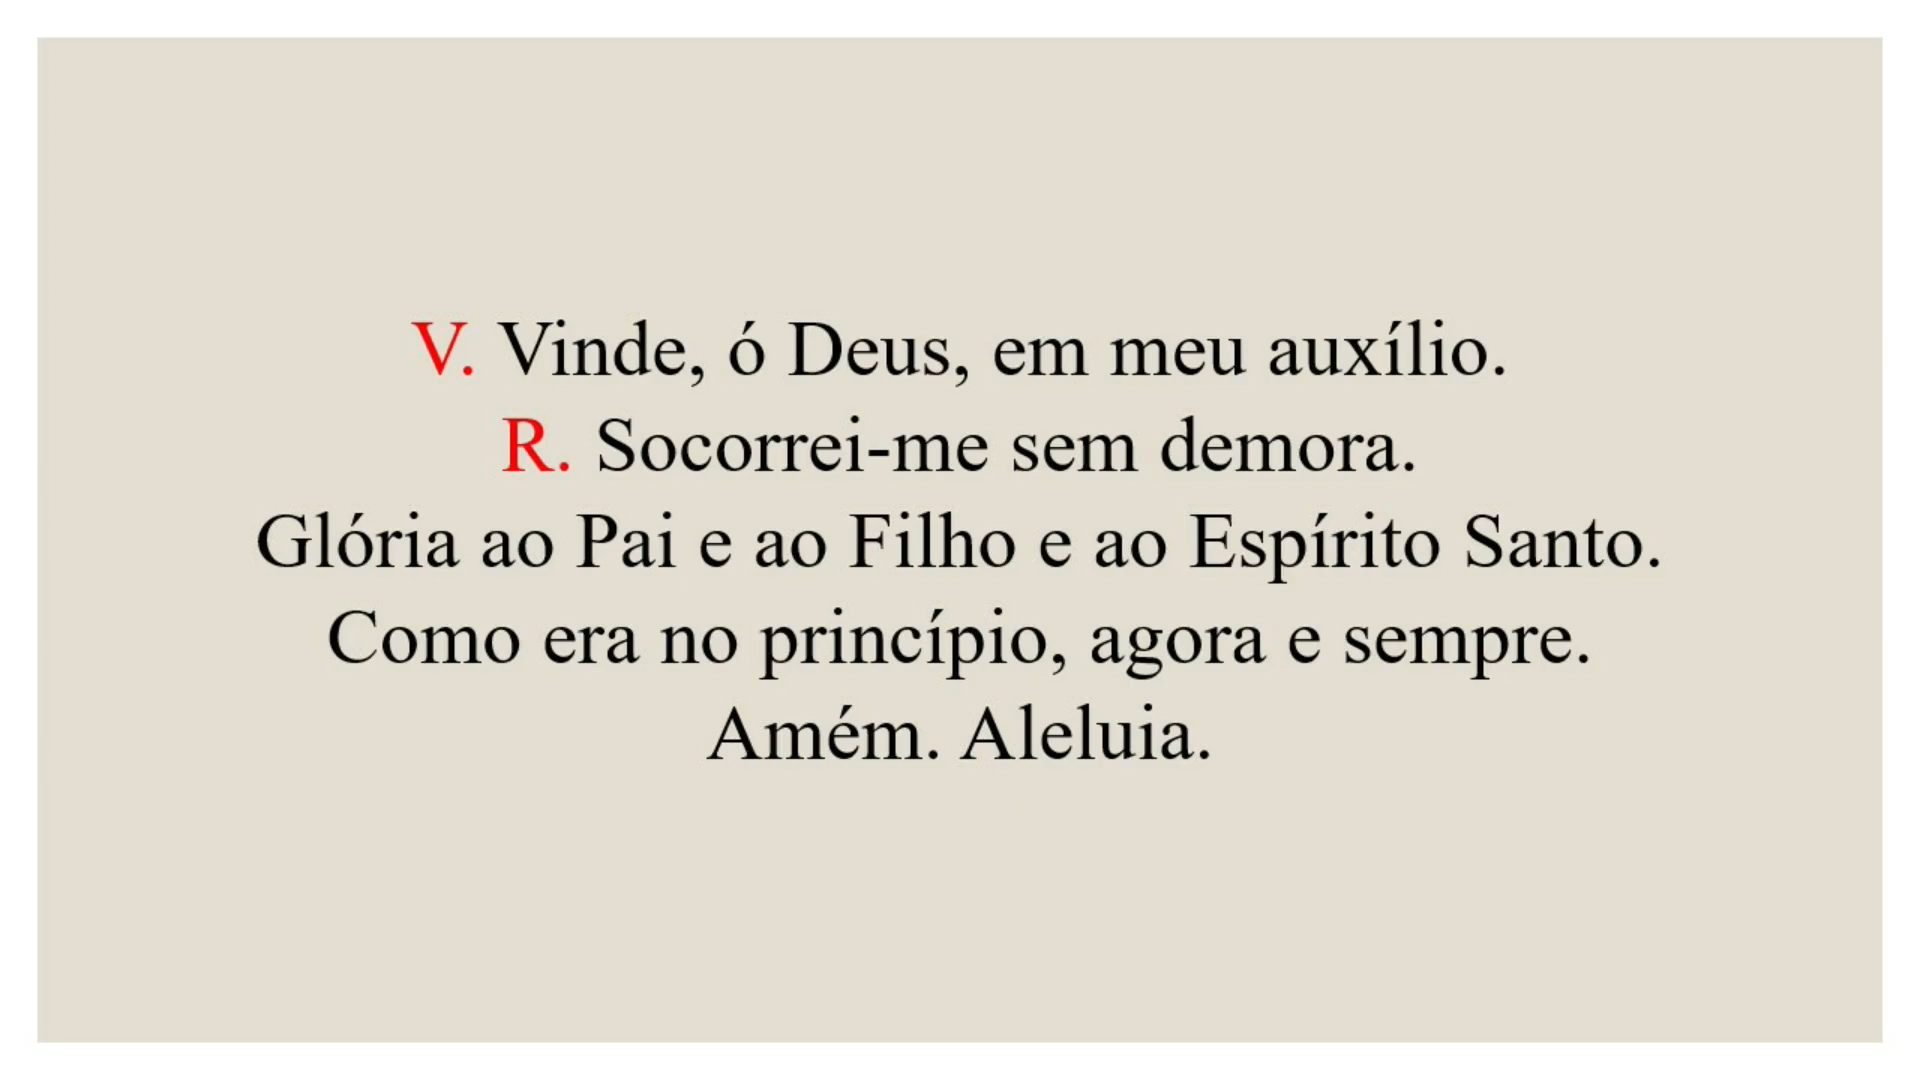 V. Vinde, ó Deus, em meu auxílio.
R. Socorrei-me sem demora.
Glória ao Pai e ao Filho e ao Espírito Santo.
Como era no princípio, agora e sempre.
Amém. Aleluia.